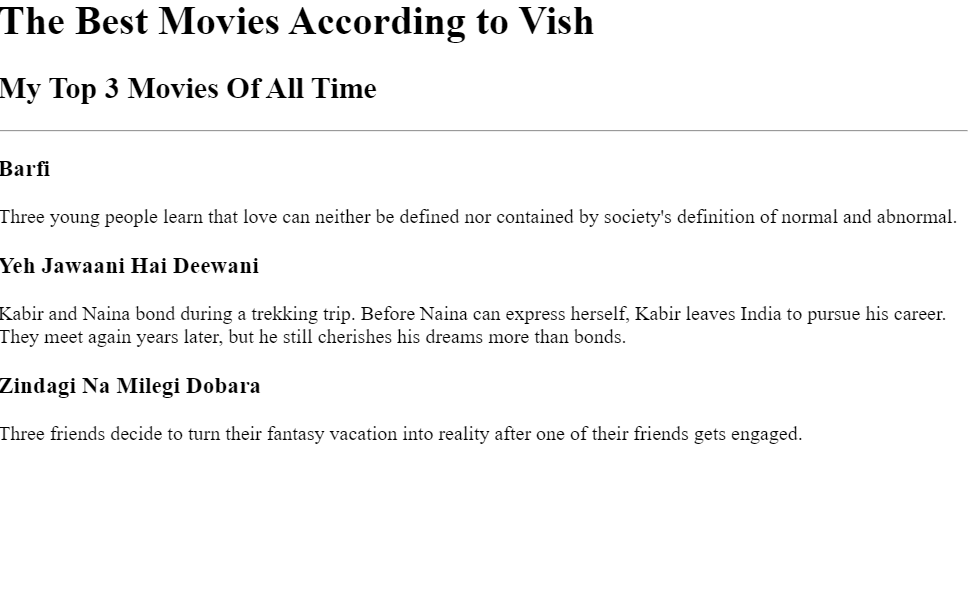 The Best Movies According to Vish
My Top 3 Movies Of All Time
Barfi
Three young people learn that love can neither be defined nor contained by society's definition of normal and abnormal.
Yeh Jawaani Hai Deewani
Kabir and Naina bond during a trekking trip. Before Naina can express herself, Kabir leaves India to pursue his career.
They meet again years later, but he still cherishes his dreams more than bonds.
Zindagi Na Milegi Dobara
Three friends decide to turn their fantasy vacation into reality after one of their friends gets engaged.